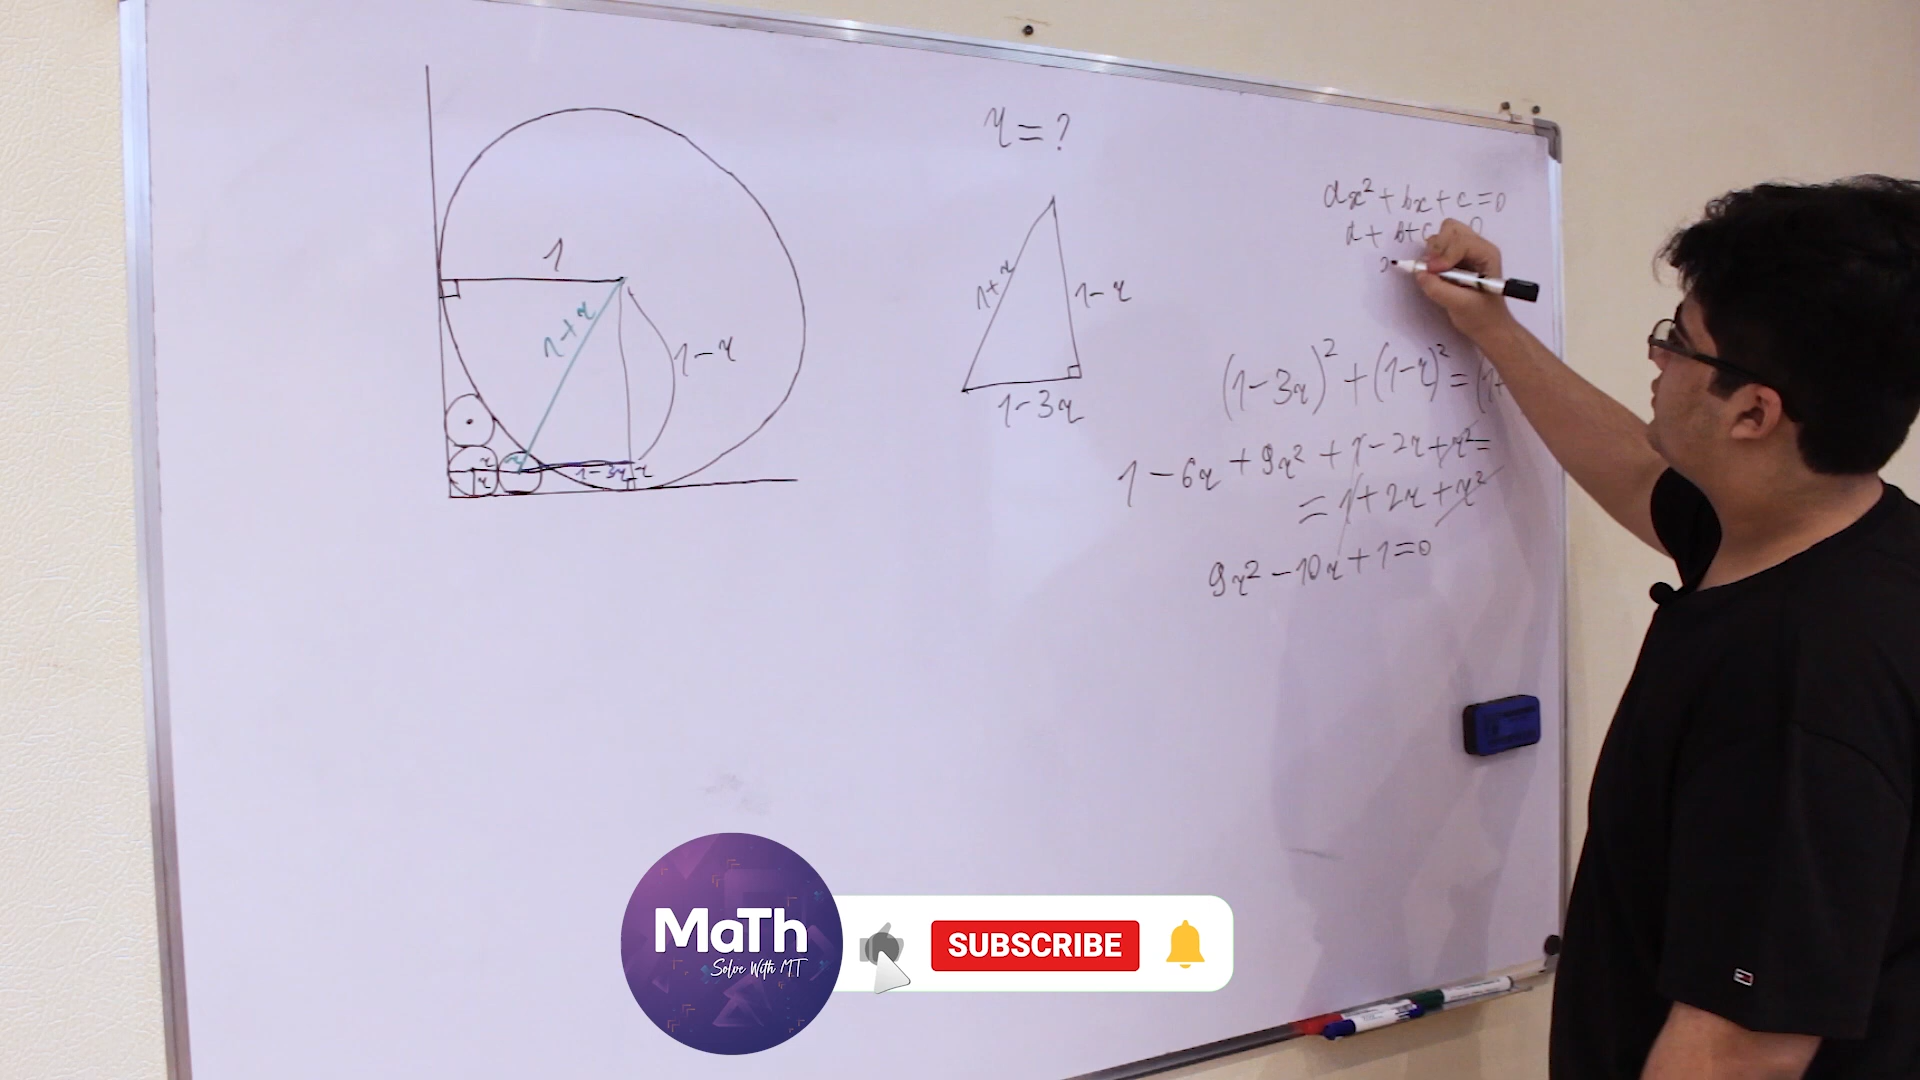 r = ?
ax² + bx + c = 0
a + b + c
1
1 + r
1 - r
r
r
r
1 - 3r
r
1 + r
1 - r
1 - 3r
(1 - 3r)² + (1 - r)² = (1+
1 - 6r + 9r² + 1 - 2r + r² =
= 1 + 2r + r²
9r² - 10r + 1 = 0
MaTh
Solve With MT
SUBSCRIBE